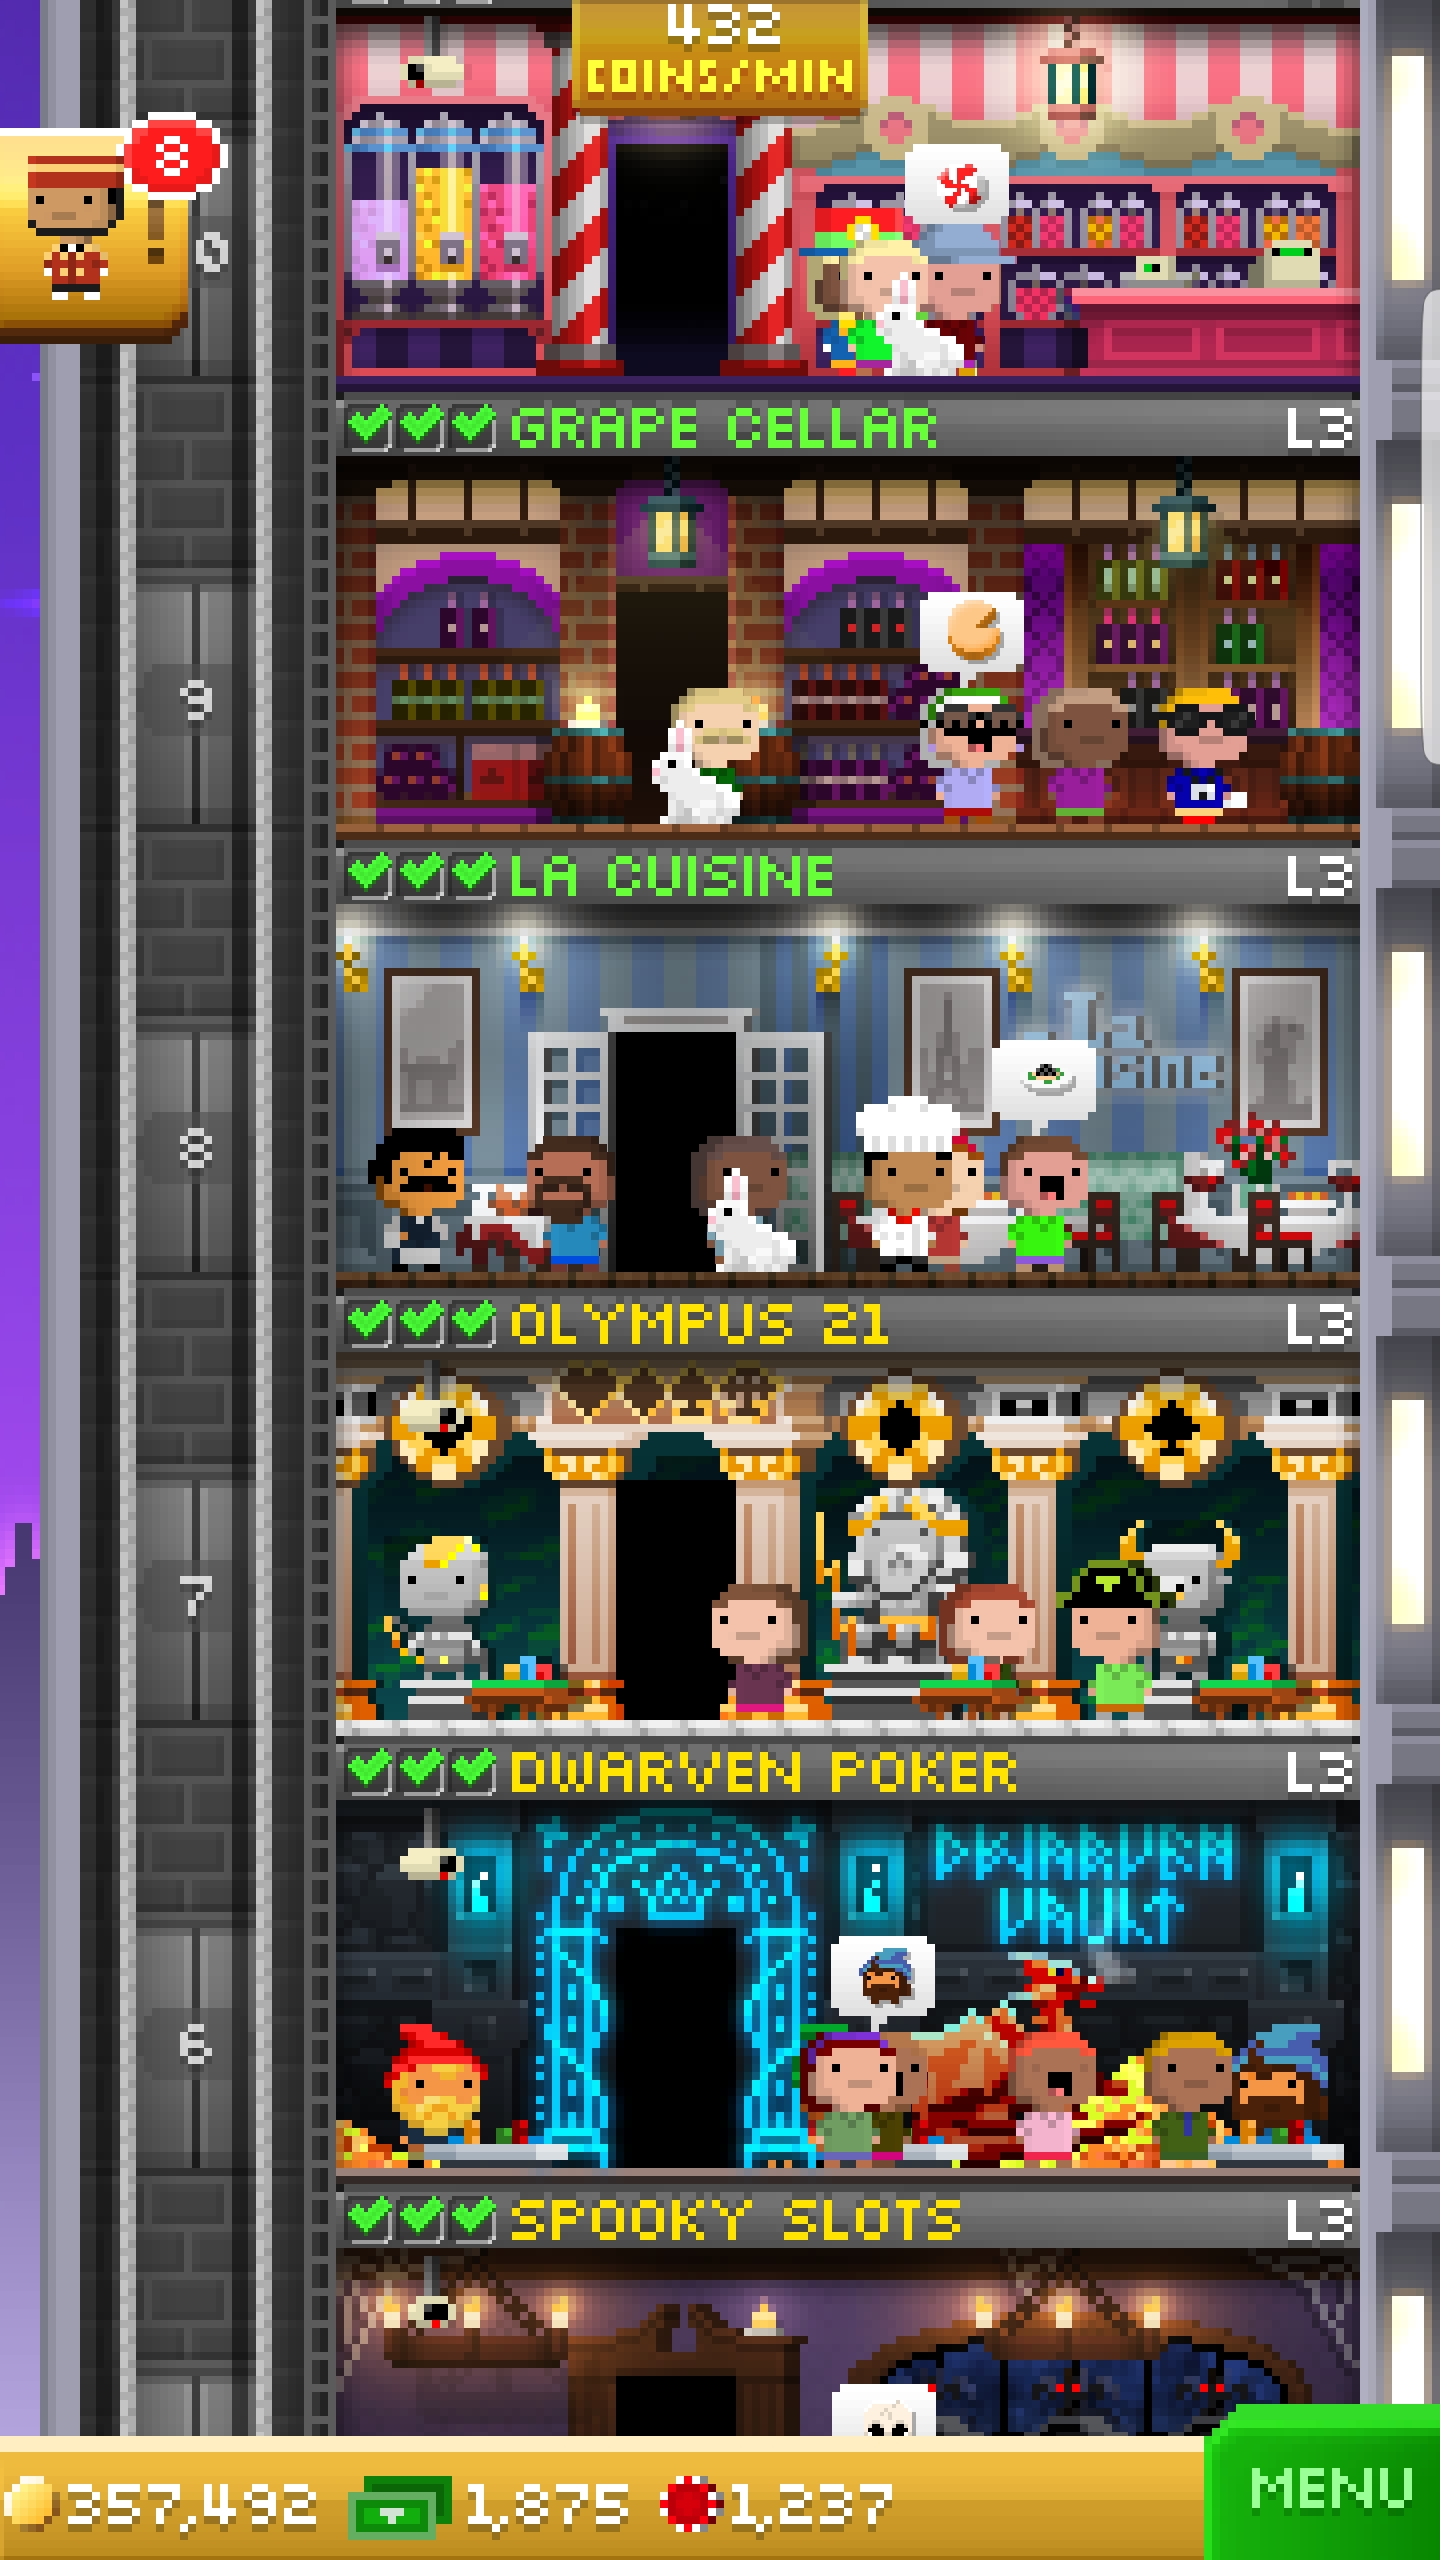 432
COINS/MIN
8
0
GRAPE CELLAR L3
9
LA CUISINE L3
La
isine
8
OLYMPUS 21 L3
7
DWARVEN POKER L3
DWARVEN
VAULT
6
SPOOKY SLOTS L3
357,492 1,875 1,237
MENU